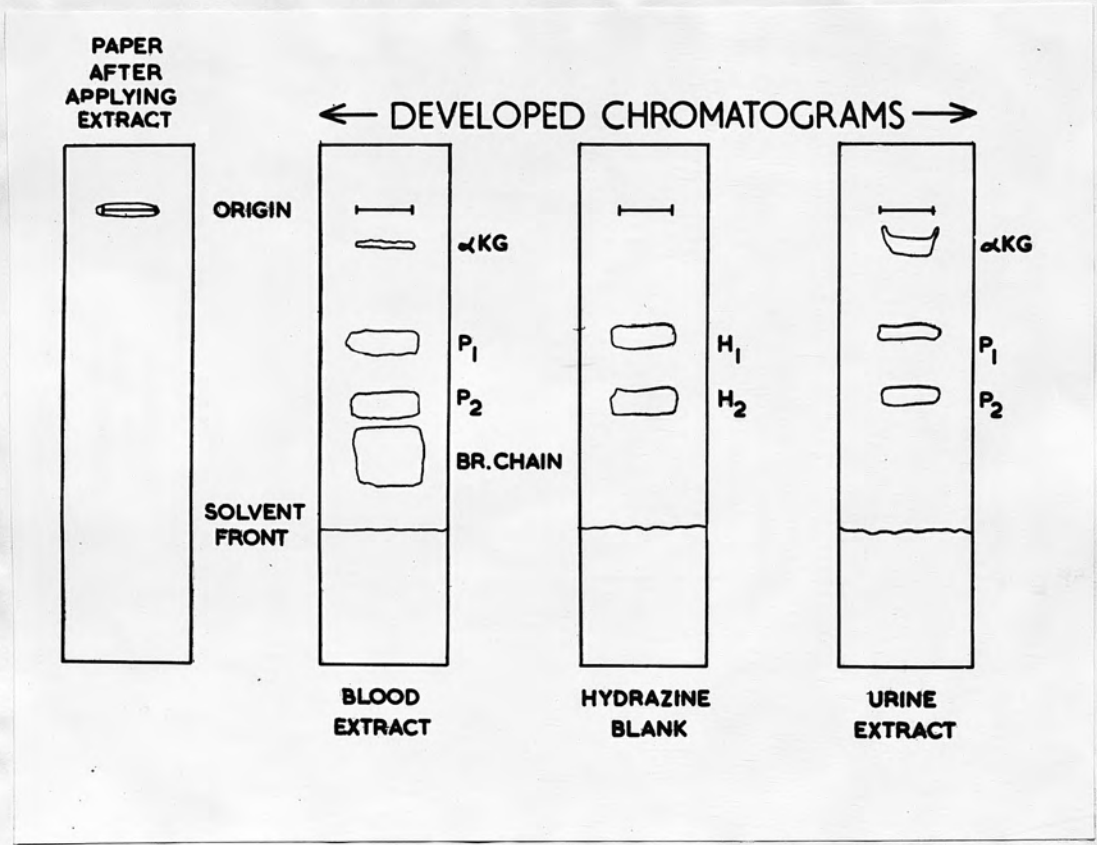 PAPER
AFTER
APPLYING
EXTRACT
← DEVELOPED CHROMATOGRAMS →
ORIGIN
αKG
P₁
P₂
BR. CHAIN
SOLVENT
FRONT
H₁
H₂
αKG
P₁
P₂
BLOOD
EXTRACT
HYDRAZINE
BLANK
URINE
EXTRACT